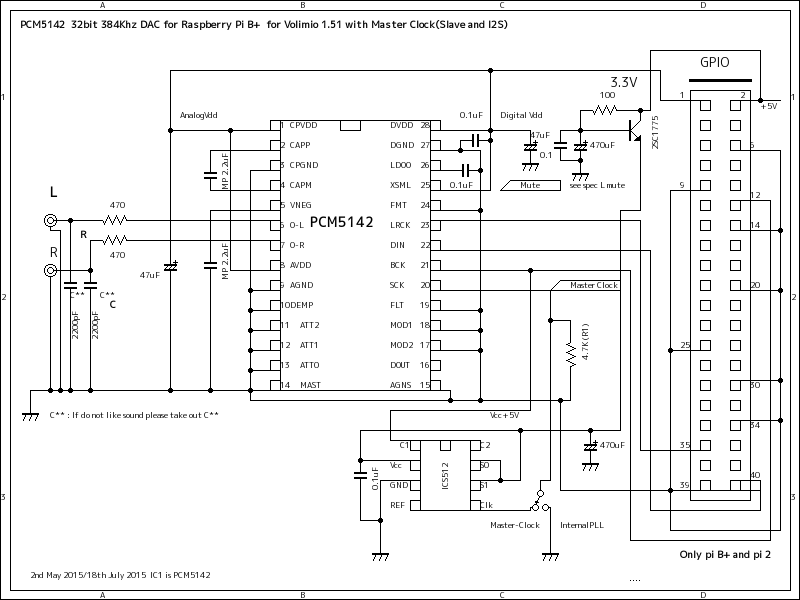 A B C D
PCM5142 32bit 384Khz DAC for Raspberry Pi B+ for Volimio 1.51 with Master Clock(Slave and I2S)
GPIO
3.3V
1 1
100
1 2
+5V
AnalogVdd
0.1uF Digital Vdd
47uF
0.1
470uF
2SC1775
1 CPVDD DVDD 28
2 CAPP DGND 27
3 CPGND LDOO 26
4 CAPM XSML 25
5 VNEG FMT 24
6 O-L LRCK 23
7 O-R DIN 22
8 AVDD BCK 21
9 AGND SCK 20
10DEMP FLT 19
11 ATT2 MOD1 18
12 ATT1 MOD2 17
13 ATTO DOUT 16
14 MAST AGNS 15
PCM5142
MP 2.2uF
MP 2.2uF
0.1uF
Mute
see spec L mute
6
9
12
14
20
25
30
34
35
39
40
L
470
R
R
470
47uF
C** C**
C
2200pF
2200pF
2 2
Master Clock
4.7K (R1)
C** : If do not like sound please take out C**
Vcc+5V
470uF
C1 C2
Vcc S0
GND S1
REF Clk
ICS512
0.1uF
3 3
Master-Clock InternalPLL
Only pi B+ and pi 2
2nd May 2015/18th July 2015 IC1 is PCM5142
....
A B C D